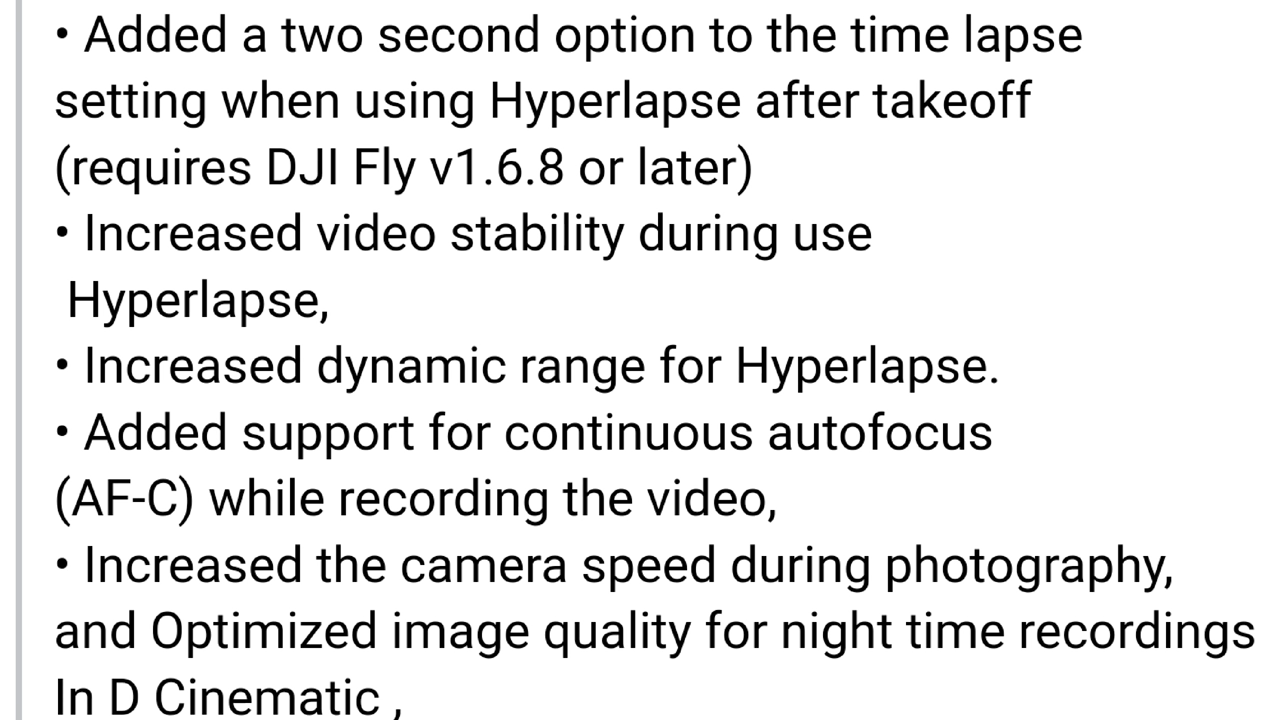 • Added a two second option to the time lapse
setting when using Hyperlapse after takeoff
(requires DJI Fly v1.6.8 or later)
• Increased video stability during use
Hyperlapse,
• Increased dynamic range for Hyperlapse.
• Added support for continuous autofocus
(AF-C) while recording the video,
• Increased the camera speed during photography,
and Optimized image quality for night time recordings
In D Cinematic ,